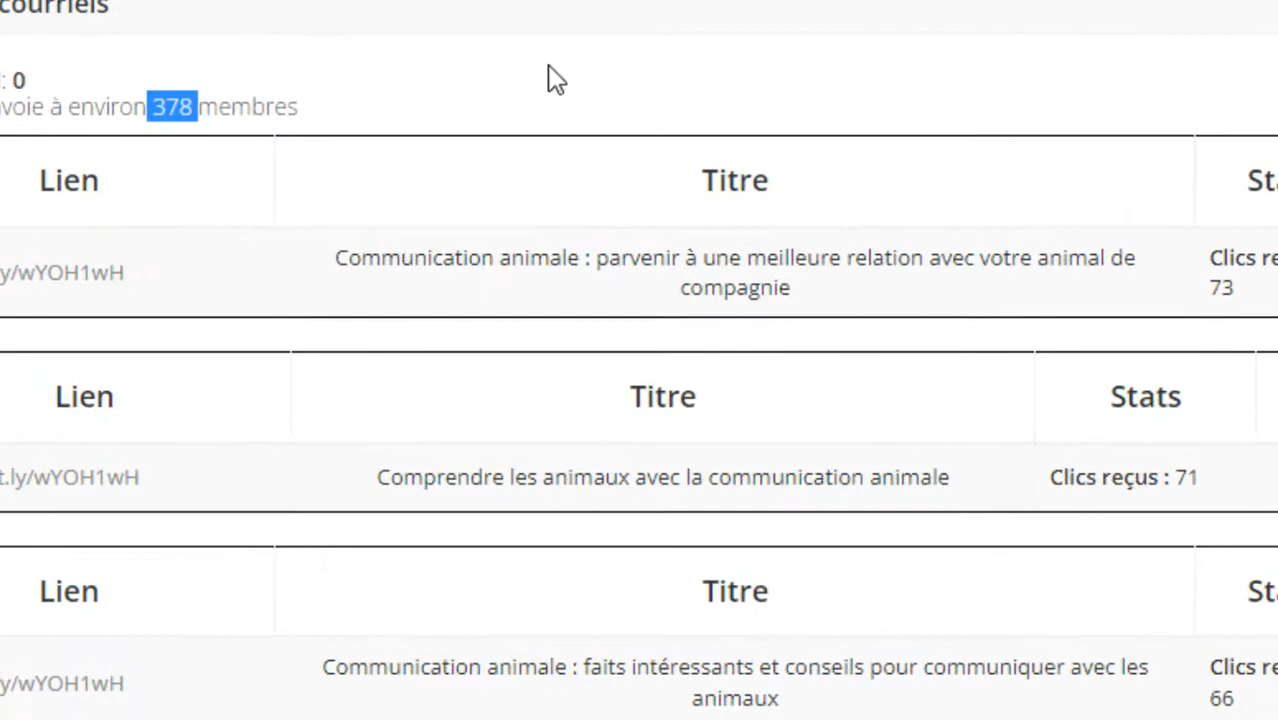 courriels
: 0
voie à environ 378 membres
Lien Titre Sta
Communication animale : parvenir à une meilleure relation avec votre animal de Clics re
y/wYOH1wH
compagnie 73
Lien Titre Stats
t.ly/wYOH1wH Comprendre les animaux avec la communication animale Clics reçus : 71
Lien Titre Sta
Communication animale : faits intéressants et conseils pour communiquer avec les Clics re
y/wYOH1wH
animaux 66